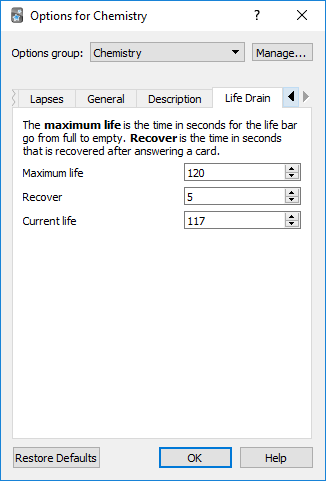 Options for Chemistry
?
Options group: Chemistry Manage...
Lapses General Description Life Drain
The maximum life is the time in seconds for the life bar
go from full to empty. Recover is the time in seconds
that is recovered after answering a card.
Maximum life 120
Recover 5
Current life 117
Restore Defaults OK Help